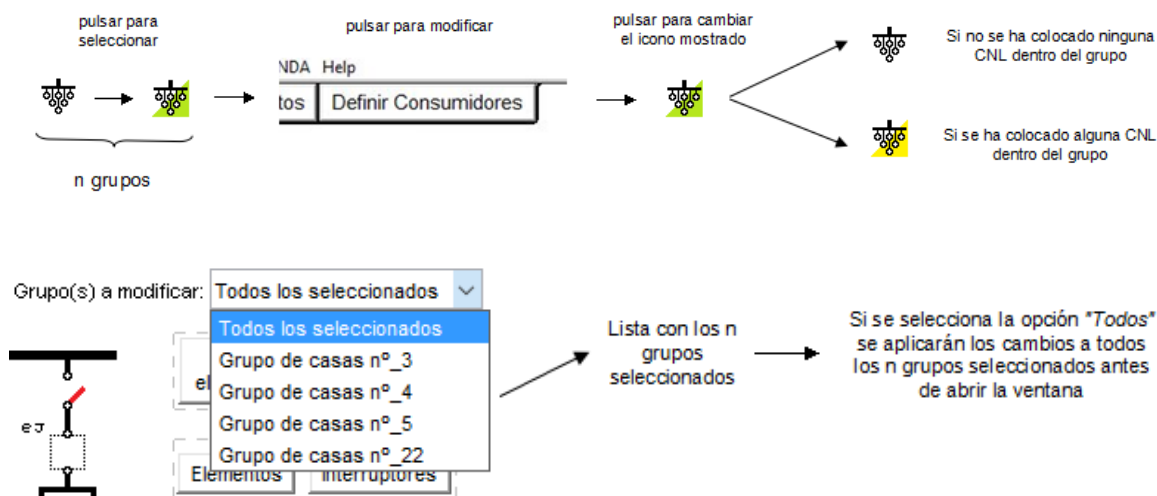 pulsar para
seleccionar
n grupos
pulsar para modificar
NDA Help
tos Definir Consumidores
pulsar para cambiar
el icono mostrado
Si no se ha colocado ninguna
CNL dentro del grupo
Si se ha colocado alguna CNL
dentro del grupo
Grupo(s) a modificar: Todos los seleccionados
Todos los seleccionados
Grupo de casas nº_3
Grupo de casas nº_4
Grupo de casas nº_5
Grupo de casas nº_22
el
Elementos Interruptores
Lista con los n
grupos
seleccionados
Si se selecciona la opción "Todos"
se aplicarán los cambios a todos
los n grupos seleccionados antes
de abrir la ventana